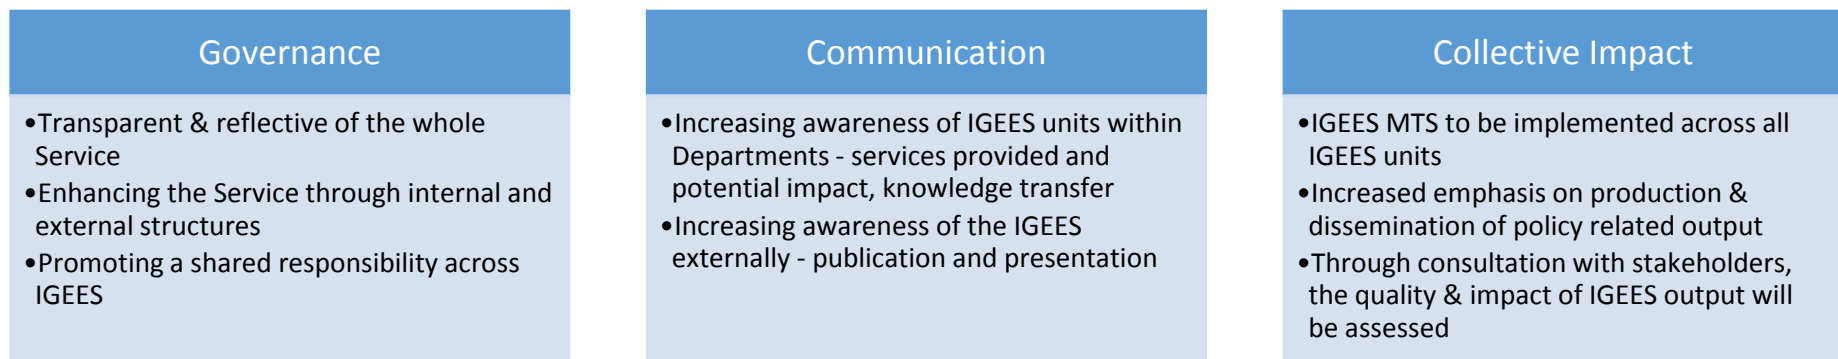 Governance
•Transparent & reflective of the whole
Service
•Enhancing the Service through internal and
external structures
•Promoting a shared responsibility across
IGEES
Communication
•Increasing awareness of IGEES units within
Departments - services provided and
potential impact, knowledge transfer
•Increasing awareness of the IGEES
externally - publication and presentation
Collective Impact
•IGEES MTS to be implemented across all
IGEES units
•Increased emphasis on production &
dissemination of policy related output
•Through consultation with stakeholders,
the quality & impact of IGEES output will
be assessed